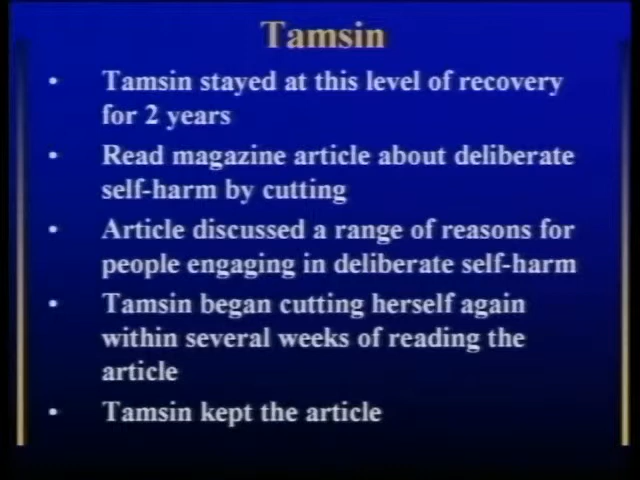 Tamsin
• Tamsin stayed at this level of recovery
for 2 years
• Read magazine article about deliberate
self-harm by cutting
• Article discussed a range of reasons for
people engaging in deliberate self-harm
• Tamsin began cutting herself again
within several weeks of reading the
article
• Tamsin kept the article